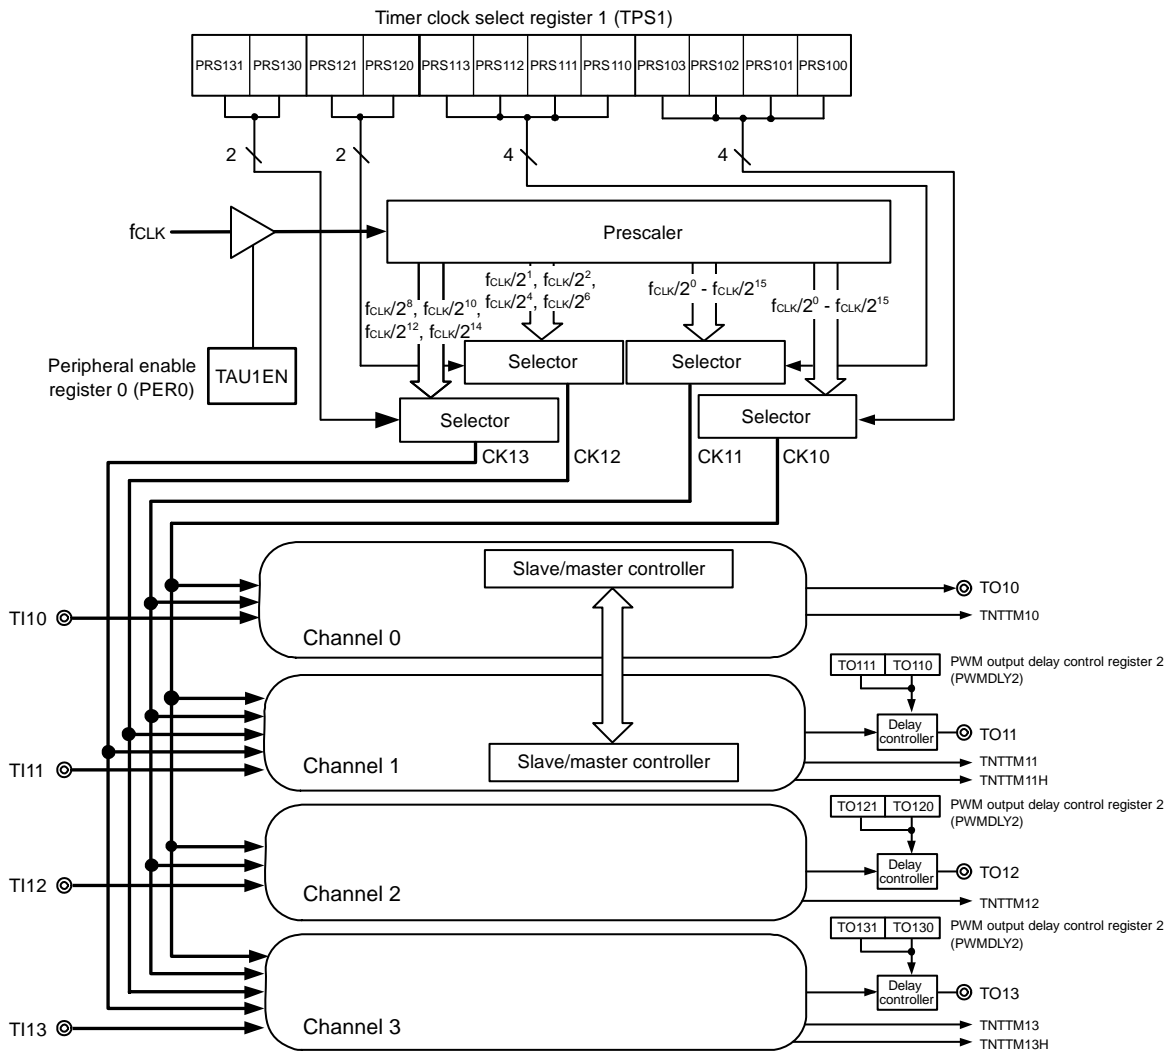 Timer clock select register 1 (TPS1)
PRS131 PRS130 PRS121 PRS120 PRS113 PRS112 PRS111 PRS110 PRS103 PRS102 PRS101 PRS100
2 2 4 4
fCLK
Prescaler
fCLK/2^8, fCLK/2^10,
fCLK/2^12, fCLK/2^14
fCLK/2^1, fCLK/2^2,
fCLK/2^4, fCLK/2^6
fCLK/2^0 - fCLK/2^15
fCLK/2^0 - fCLK/2^15
Peripheral enable
register 0 (PER0)
TAU1EN
Selector
Selector
Selector
Selector
CK13 CK12 CK11 CK10
Slave/master controller
TO10
TI10
Channel 0
TNTTM10
TO111 TO110
PWM output delay control register 2
(PWMDLY2)
Delay
controller
TO11
TI11
Channel 1
Slave/master controller
TNTTM11
TNTTM11H
TO121 TO120
PWM output delay control register 2
(PWMDLY2)
Delay
controller
TO12
TI12
Channel 2
TNTTM12
TO131 TO130
PWM output delay control register 2
(PWMDLY2)
Delay
controller
TO13
TI13
Channel 3
TNTTM13
TNTTM13H